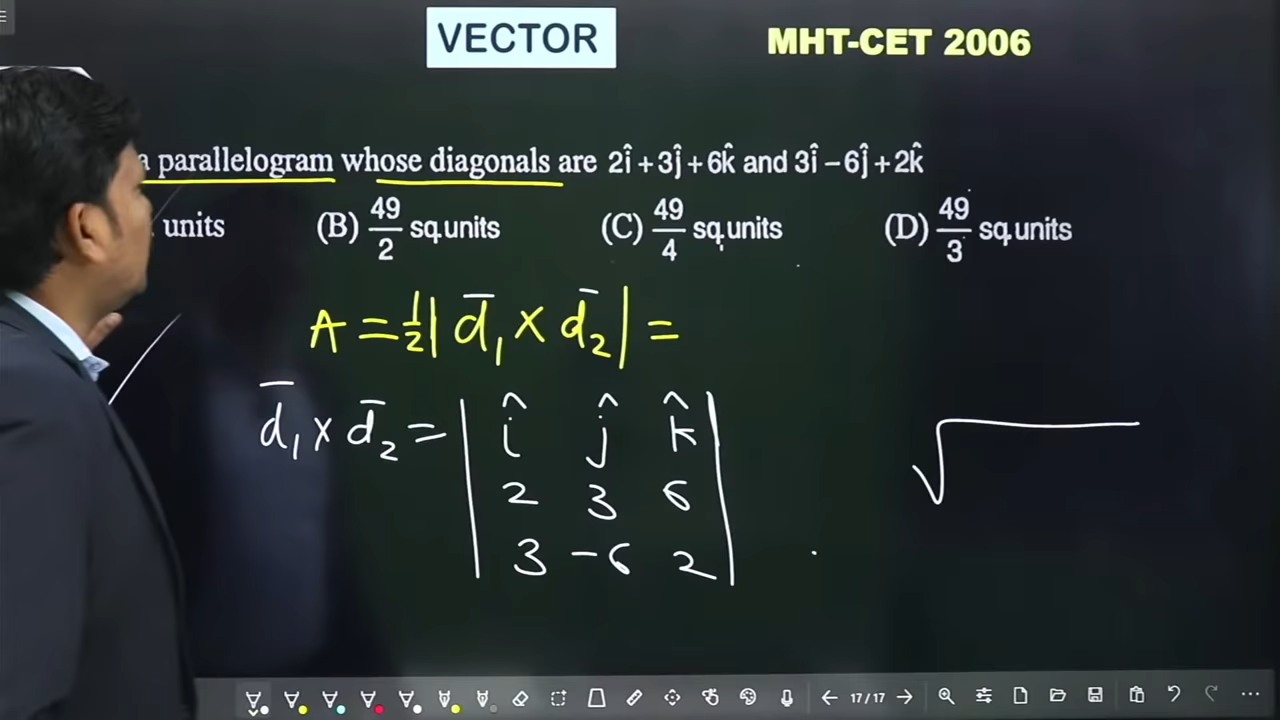 VECTOR
MHT-CET 2006
a parallelogram whose diagonals are 2î + 3ĵ + 6k̂ and 3î – 6ĵ + 2k̂
units (B) 49/2 sq.units (C) 49/4 sq.units (D) 49/3 sq.units
A = 1/2 | d̄₁ × d̄₂ | =
d̄₁ × d̄₂ = | î ĵ k̂ |
2 3 6
3 -6 2
√
17/17